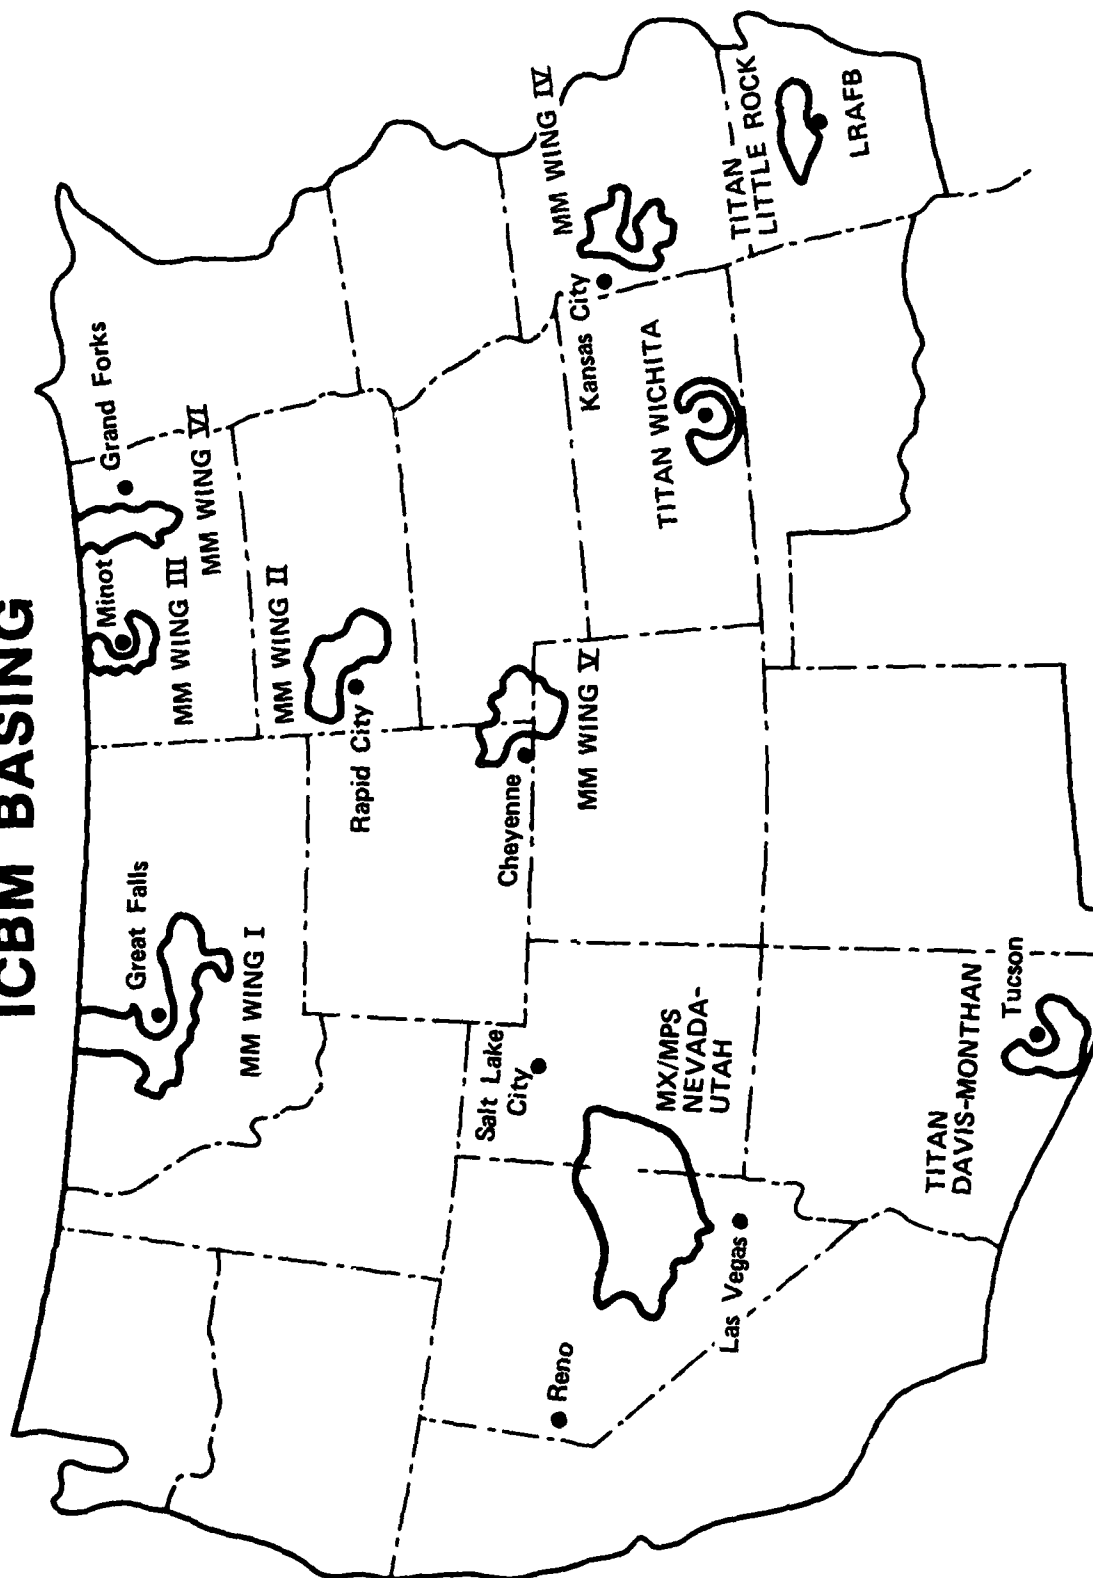 ICBM BASING
Great Falls
MM WING I
Minot
MM WING III
Grand Forks
MM WING VI
MM WING II
Rapid City
Cheyenne
MM WING V
Salt Lake
City
MX/MPS
NEVADA-
UTAH
Reno
Las Vegas
Kansas City
MM WING IV
TITAN WICHITA
TITAN –
LITTLE ROCK
LRAFB
TITAN
DAVIS-MONTHAN
Tucson